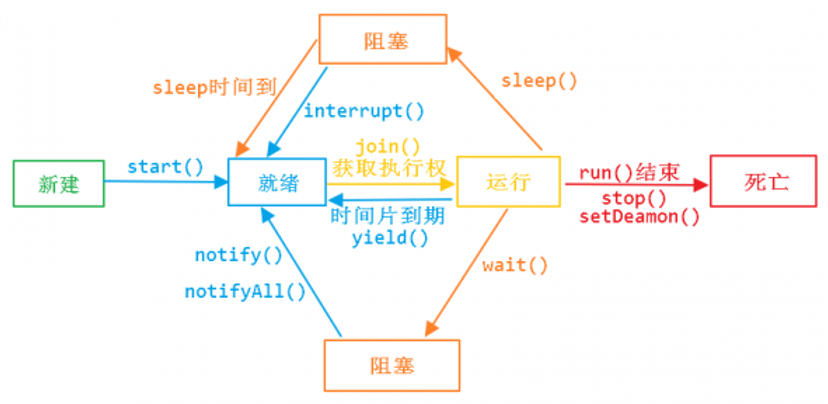 阻塞
sleep时间到
sleep()
interrupt()
新建
start()
就绪
join()
获取执行权
时间片到期
yield()
运行
run()结束
stop()
setDeamon()
死亡
notify()
notifyAll()
wait()
阻塞